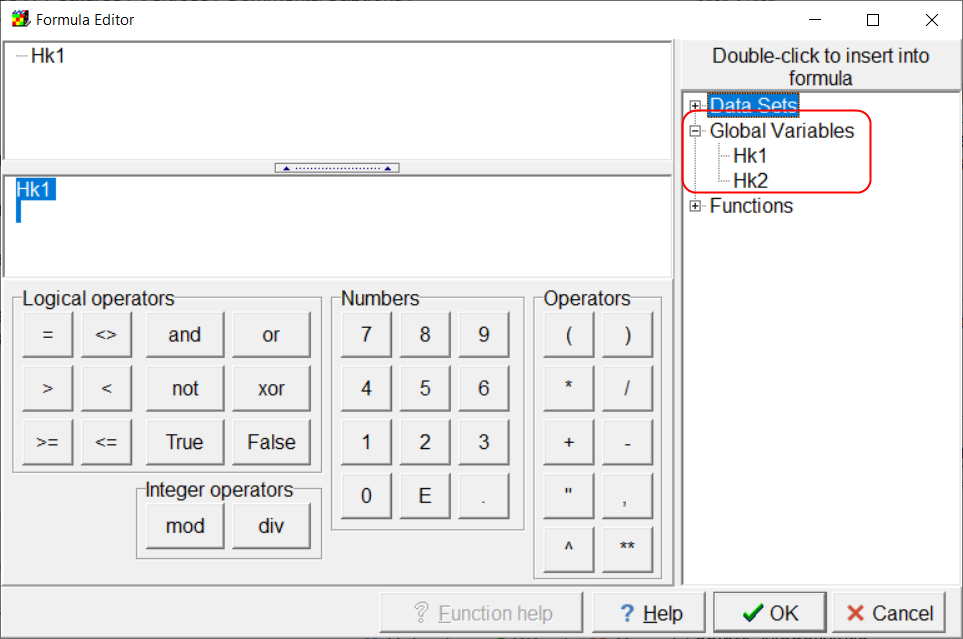 Formula Editor
Hk1
Double-click to insert into
formula
Data Sets
Global Variables
Hk1
Hk2
Functions
Hk1
Logical operators
= <> and or
> < not xor
>= <= True False
Integer operators
mod div
Numbers
7 8 9
4 5 6
1 2 3
0 E .
Operators
( )
* /
+ -
" ,
^ **
? Function help
? Help
OK
Cancel